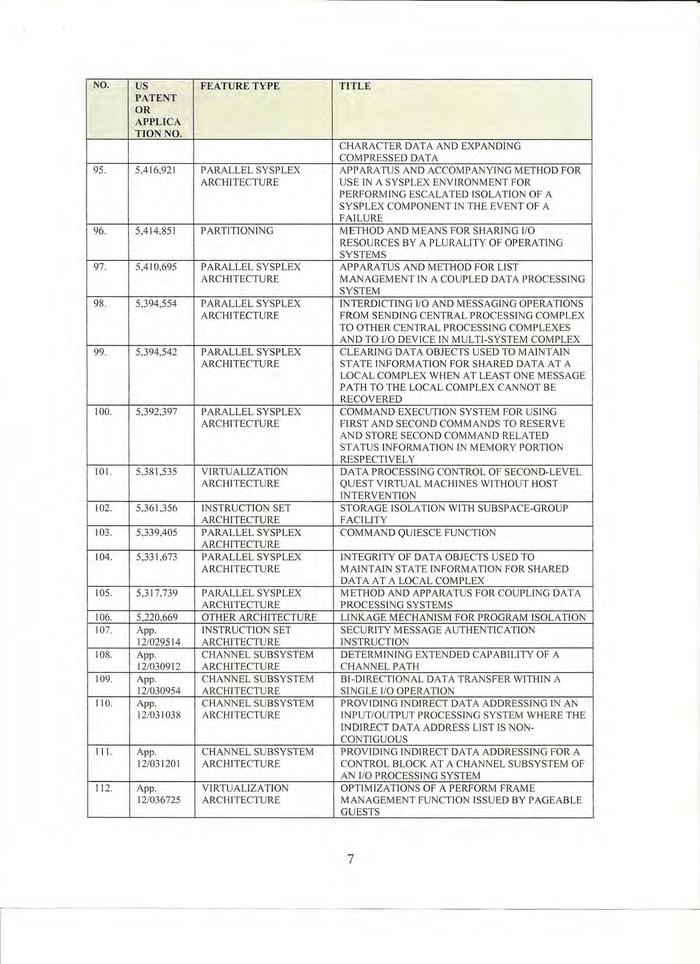 NO. US PATENT OR APPLICA TION NO. FEATURE TYPE TITLE
CHARACTER DATA AND EXPANDING
COMPRESSED DATA
95. 5,416,921 PARALLEL SYSPLEX ARCHITECTURE APPARATUS AND ACCOMPANYING METHOD FOR
USE IN A SYSPLEX ENVIRONMENT FOR
PERFORMING ESCALATED ISOLATION OF A
SYSPLEX COMPONENT IN THE EVENT OF A
FAILURE
96. 5,414,851 PARTITIONING METHOD AND MEANS FOR SHARING I/O
RESOURCES BY A PLURALITY OF OPERATING
SYSTEMS
97. 5,410,695 PARALLEL SYSPLEX ARCHITECTURE APPARATUS AND METHOD FOR LIST
MANAGEMENT IN A COUPLED DATA PROCESSING
SYSTEM
98. 5,394,554 PARALLEL SYSPLEX ARCHITECTURE INTERDICTING I/O AND MESSAGING OPERATIONS
FROM SENDING CENTRAL PROCESSING COMPLEX
TO OTHER CENTRAL PROCESSING COMPLEXES
AND TO I/O DEVICE IN MULTI-SYSTEM COMPLEX
99. 5,394,542 PARALLEL SYSPLEX ARCHITECTURE CLEARING DATA OBJECTS USED TO MAINTAIN
STATE INFORMATION FOR SHARED DATA AT A
LOCAL COMPLEX WHEN AT LEAST ONE MESSAGE
PATH TO THE LOCAL COMPLEX CANNOT BE
RECOVERED
100. 5,392,397 PARALLEL SYSPLEX ARCHITECTURE COMMAND EXECUTION SYSTEM FOR USING
FIRST AND SECOND COMMANDS TO RESERVE
AND STORE SECOND COMMAND RELATED
STATUS INFORMATION IN MEMORY PORTION
RESPECTIVELY
101. 5,381,535 VIRTUALIZATION ARCHITECTURE DATA PROCESSING CONTROL OF SECOND-LEVEL
QUEST VIRTUAL MACHINES WITHOUT HOST
INTERVENTION
102. 5,361,356 INSTRUCTION SET ARCHITECTURE STORAGE ISOLATION WITH SUBSPACE-GROUP
FACILITY
103. 5,339,405 PARALLEL SYSPLEX ARCHITECTURE COMMAND QUIESCE FUNCTION
104. 5,331,673 PARALLEL SYSPLEX ARCHITECTURE INTEGRITY OF DATA OBJECTS USED TO
MAINTAIN STATE INFORMATION FOR SHARED
DATA AT A LOCAL COMPLEX
105. 5,317,739 PARALLEL SYSPLEX ARCHITECTURE METHOD AND APPARATUS FOR COUPLING DATA
PROCESSING SYSTEMS
106. 5,220,669 OTHER ARCHITECTURE LINKAGE MECHANISM FOR PROGRAM ISOLATION
107. App. 12/029514 INSTRUCTION SET ARCHITECTURE SECURITY MESSAGE AUTHENTICATION
INSTRUCTION
108. App. 12/030912 CHANNEL SUBSYSTEM ARCHITECTURE DETERMINING EXTENDED CAPABILITY OF A
CHANNEL PATH
109. App. 12/030954 CHANNEL SUBSYSTEM ARCHITECTURE BI-DIRECTIONAL DATA TRANSFER WITHIN A
SINGLE I/O OPERATION
110. App. 12/031038 CHANNEL SUBSYSTEM ARCHITECTURE PROVIDING INDIRECT DATA ADDRESSING IN AN
INPUT/OUTPUT PROCESSING SYSTEM WHERE THE
INDIRECT DATA ADDRESS LIST IS NON-
CONTIGUOUS
111. App. 12/031201 CHANNEL SUBSYSTEM ARCHITECTURE PROVIDING INDIRECT DATA ADDRESSING FOR A
CONTROL BLOCK AT A CHANNEL SUBSYSTEM OF
AN I/O PROCESSING SYSTEM
112. App. 12/036725 VIRTUALIZATION ARCHITECTURE OPTIMIZATIONS OF A PERFORM FRAME
MANAGEMENT FUNCTION ISSUED BY PAGEABLE
GUESTS
7